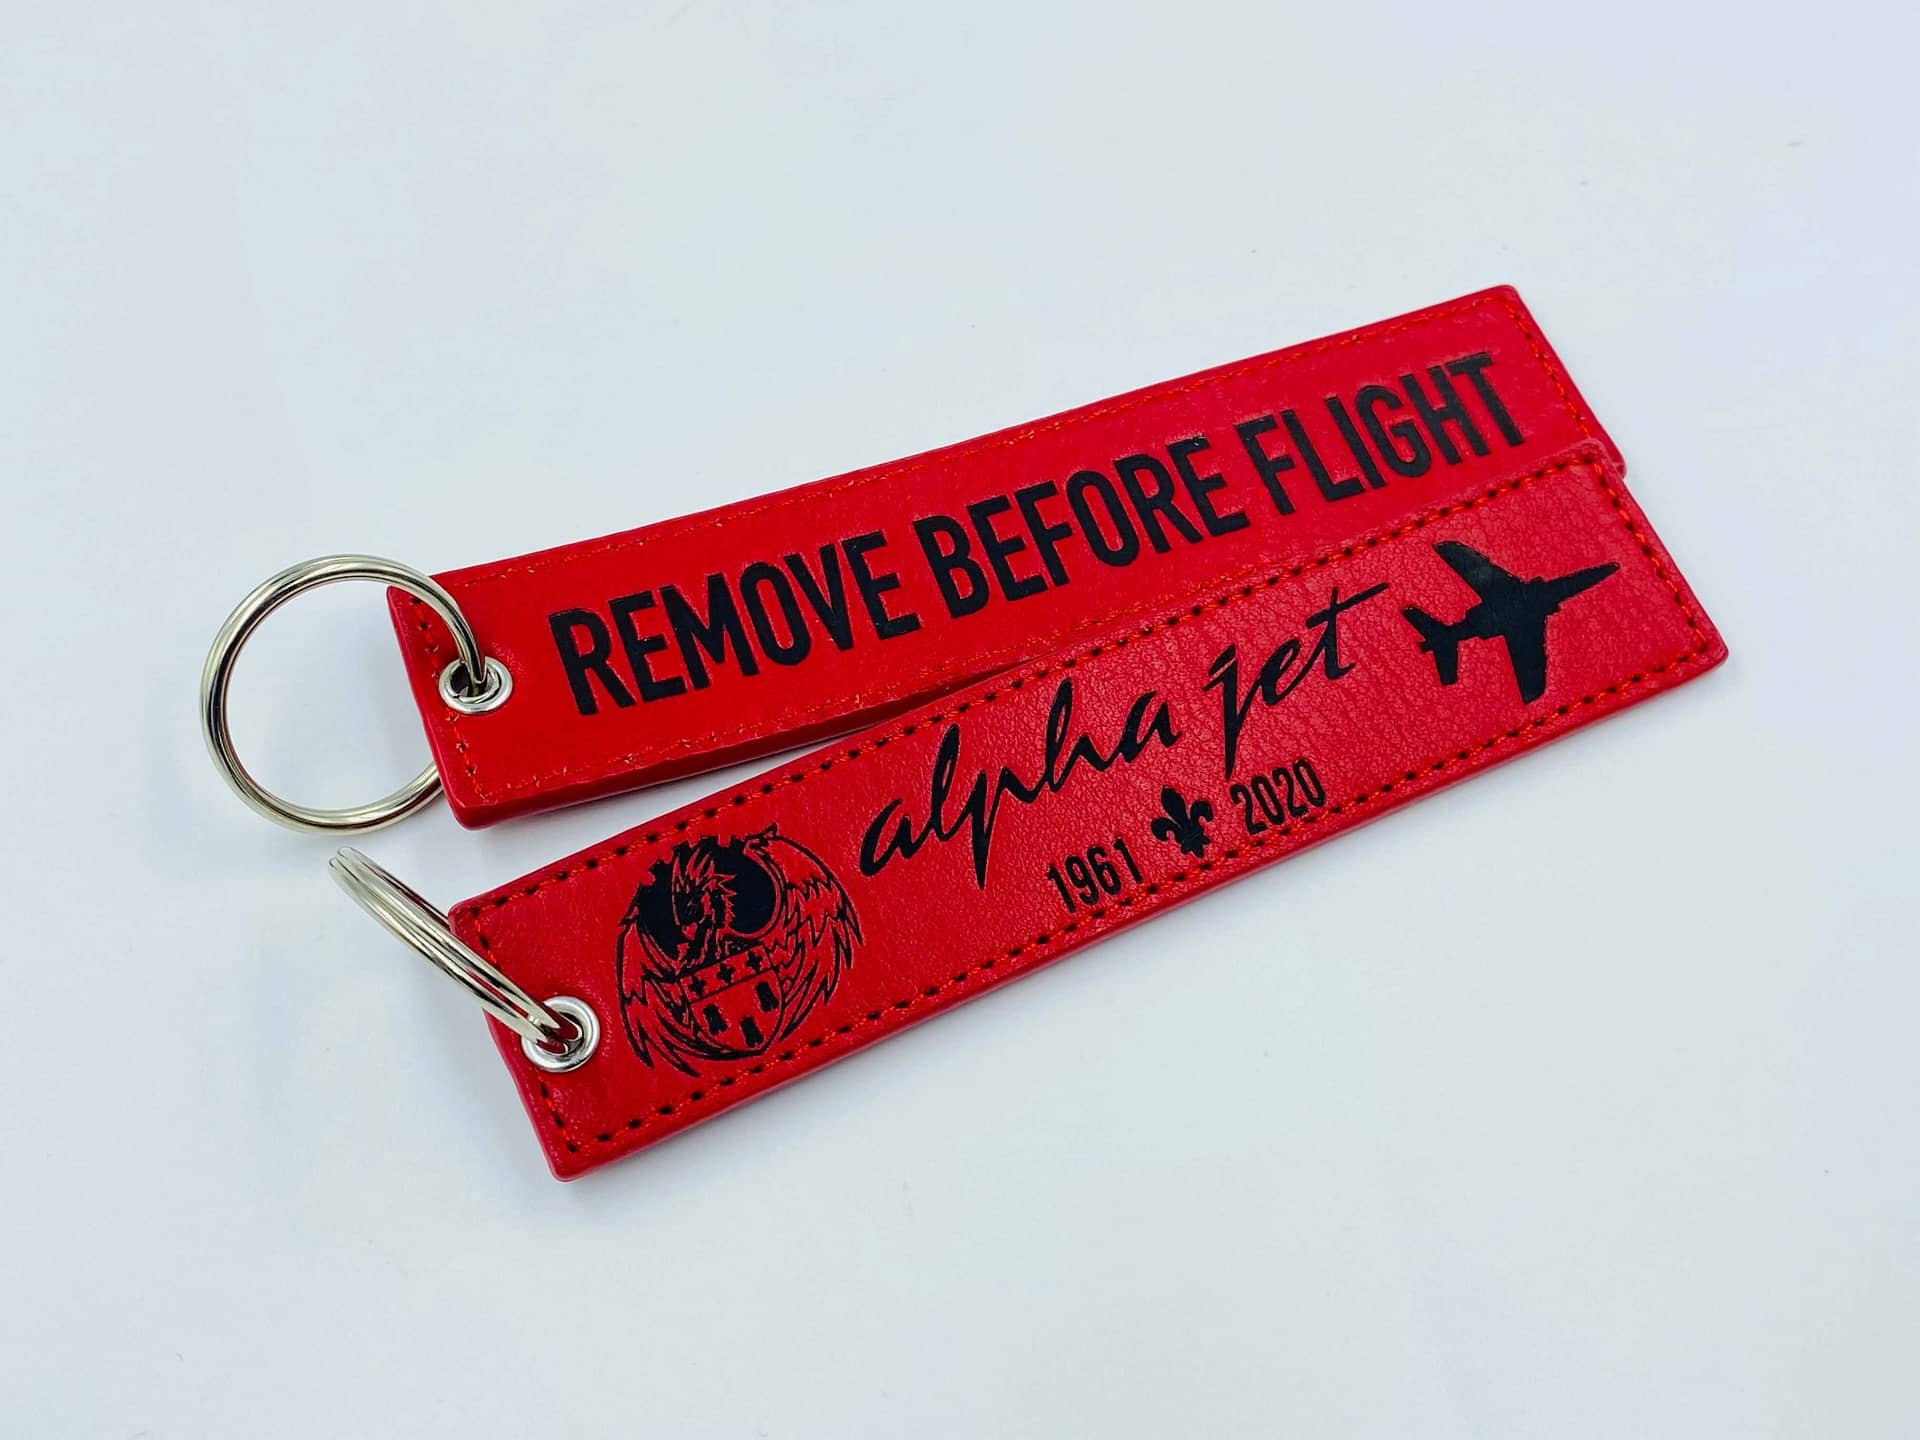 REMOVE BEFORE FLIGHT
alpha jet
1961 2020